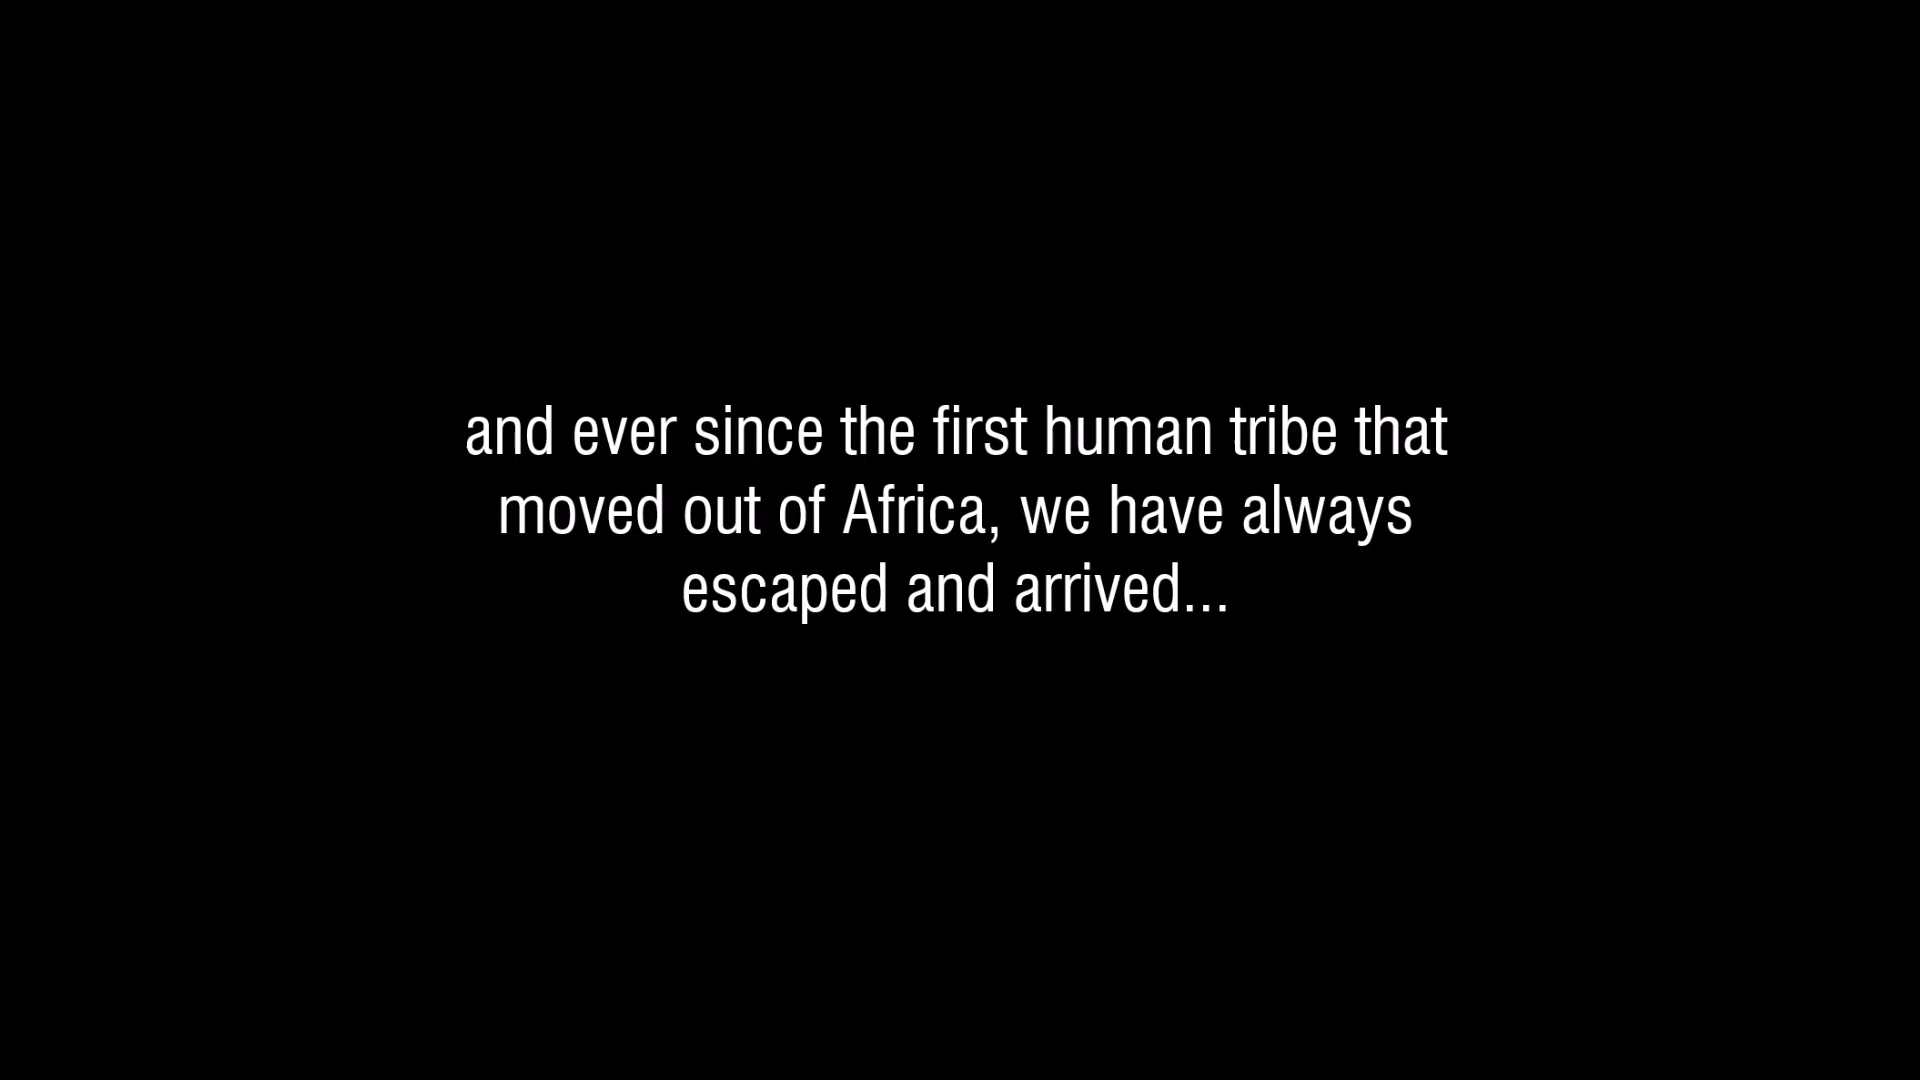 and ever since the first human tribe that
moved out of Africa, we have always
escaped and arrived...